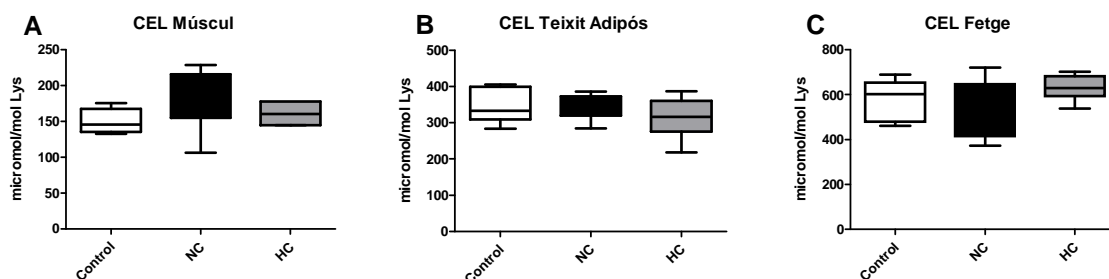 A
CEL Múscul
micromol/mol Lys
250
200
150
100
50
0
Control
NC
HC
B
CEL Teixit Adipós
micromol/mol Lys
500
400
300
200
100
0
Control
NC
HC
C
CEL Fetge
micromol/mol Lys
800
600
400
200
0
Control
NC
HC